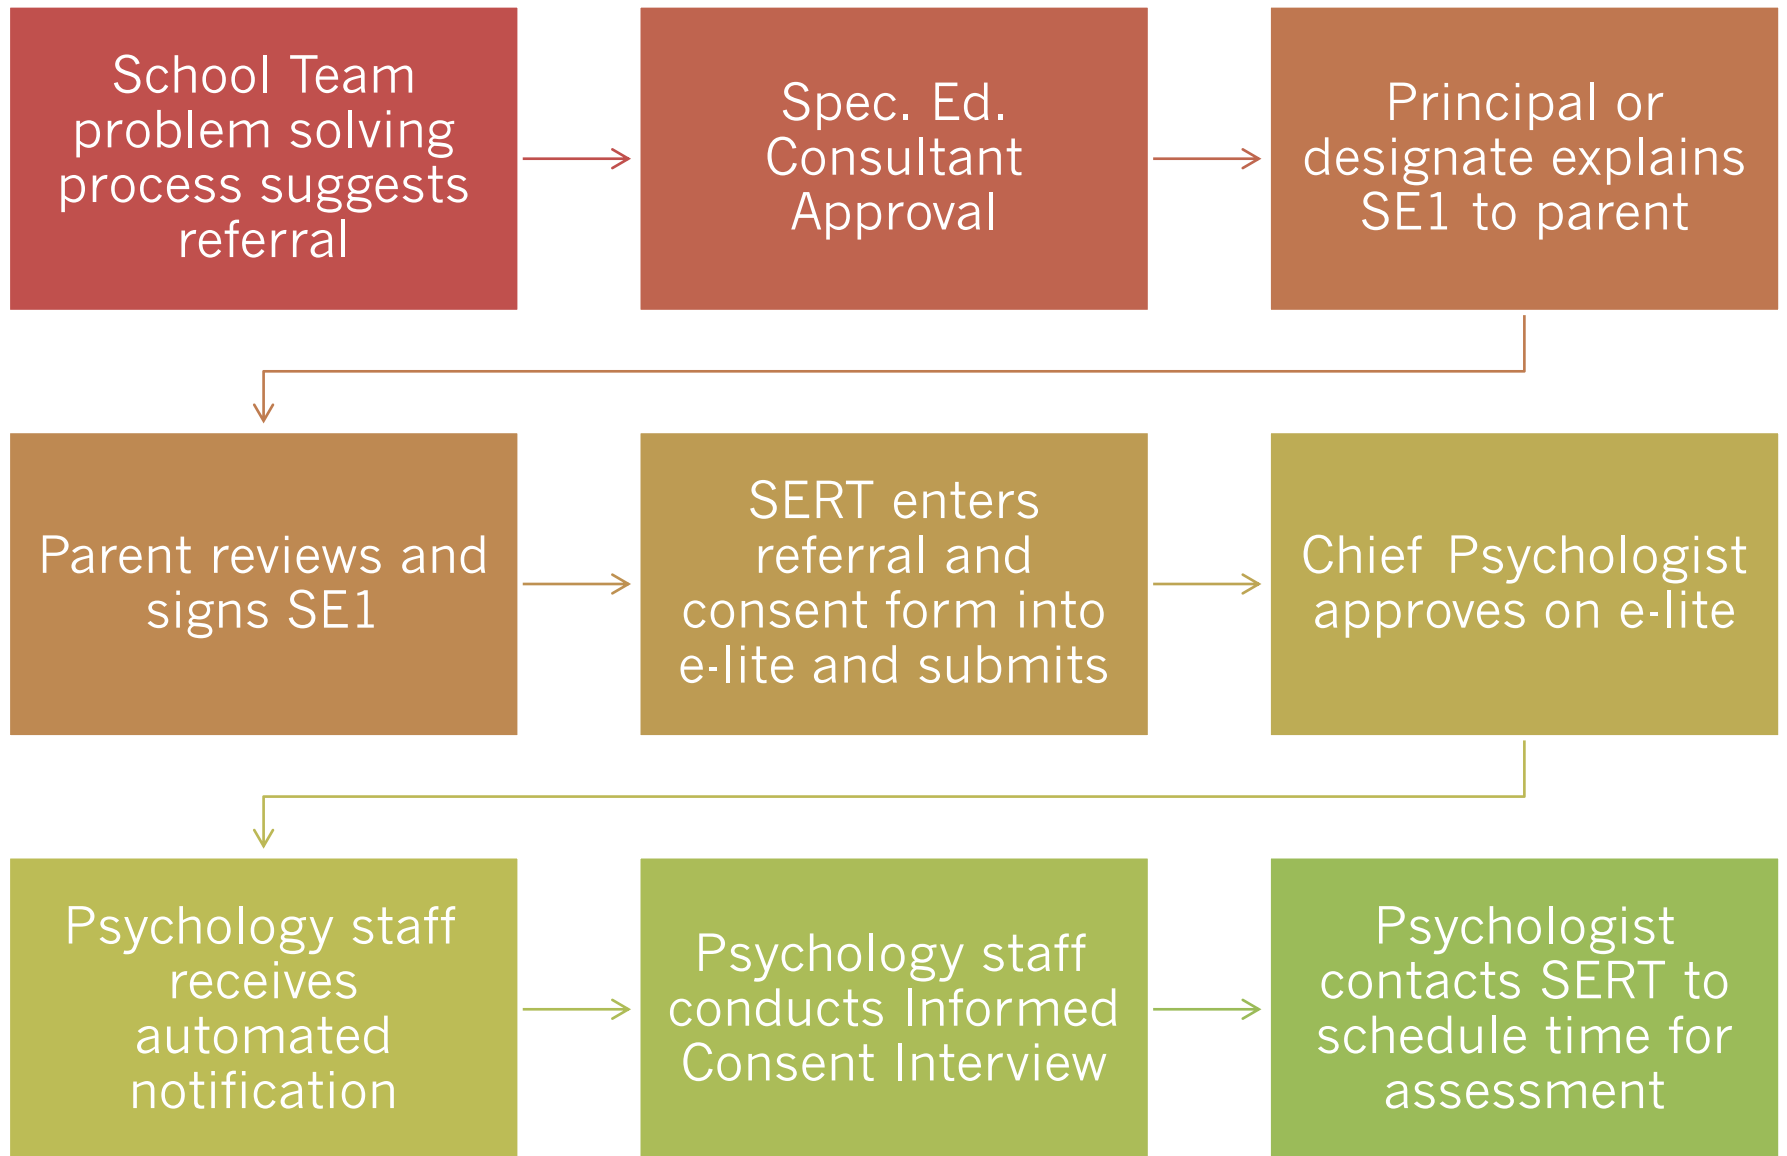 School Team
problem solving
process suggests
referral
Spec. Ed.
Consultant
Approval
Principal or
designate explains
SE1 to parent
Parent reviews and
signs SE1
SERT enters
referral and
consent form into
e-lite and submits
Chief Psychologist
approves on e-lite
Psychology staff
receives
automated
notification
Psychology staff
conducts Informed
Consent Interview
Psychologist
contacts SERT to
schedule time for
assessment